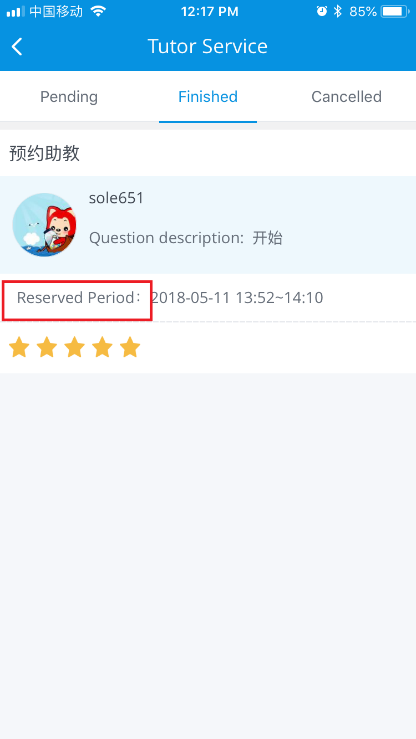 中国移动 12:17 PM 85%
Tutor Service
Pending Finished Cancelled
预约助教
sole651
Question description: 开始
Reserved Period: 2018-05-11 13:52~14:10